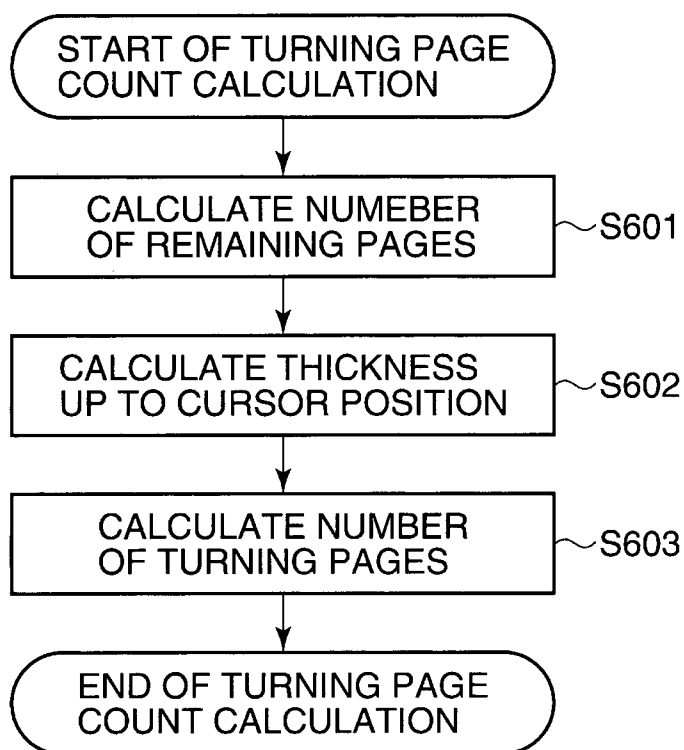 START OF TURNING PAGE
COUNT CALCULATION
CALCULATE NUMEBER
OF REMAINING PAGES
S601
CALCULATE THICKNESS
UP TO CURSOR POSITION
S602
CALCULATE NUMBER
OF TURNING PAGES
S603
END OF TURNING PAGE
COUNT CALCULATION